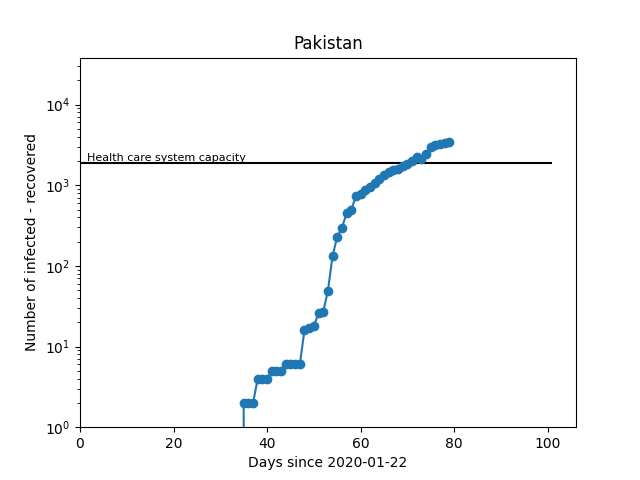 Pakistan
Number of infected - recovered
10^4
10^3
10^2
10^1
10^0
Health care system capacity
0 20 40 60 80 100
Days since 2020-01-22